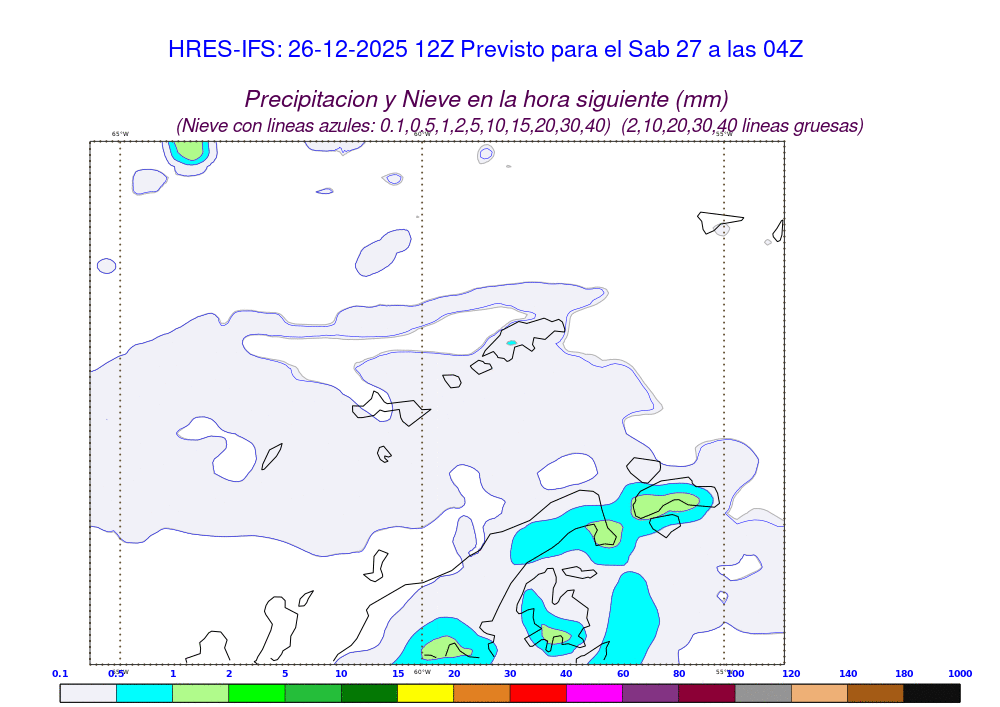 HRES-IFS: 26-12-2025 12Z Previsto para el Sab 27 a las 04Z
Precipitacion y Nieve en la hora siguiente (mm)
(Nieve con lineas azules: 0.1,0.5,1,2,5,10,15,20,30,40)  (2,10,20,30,40 lineas gruesas)
65°W 60°W 55°W
65°W 60°W 55°W
0.1 0.5 1 2 5 10 15 20 30 40 60 80 100 120 140 180 1000